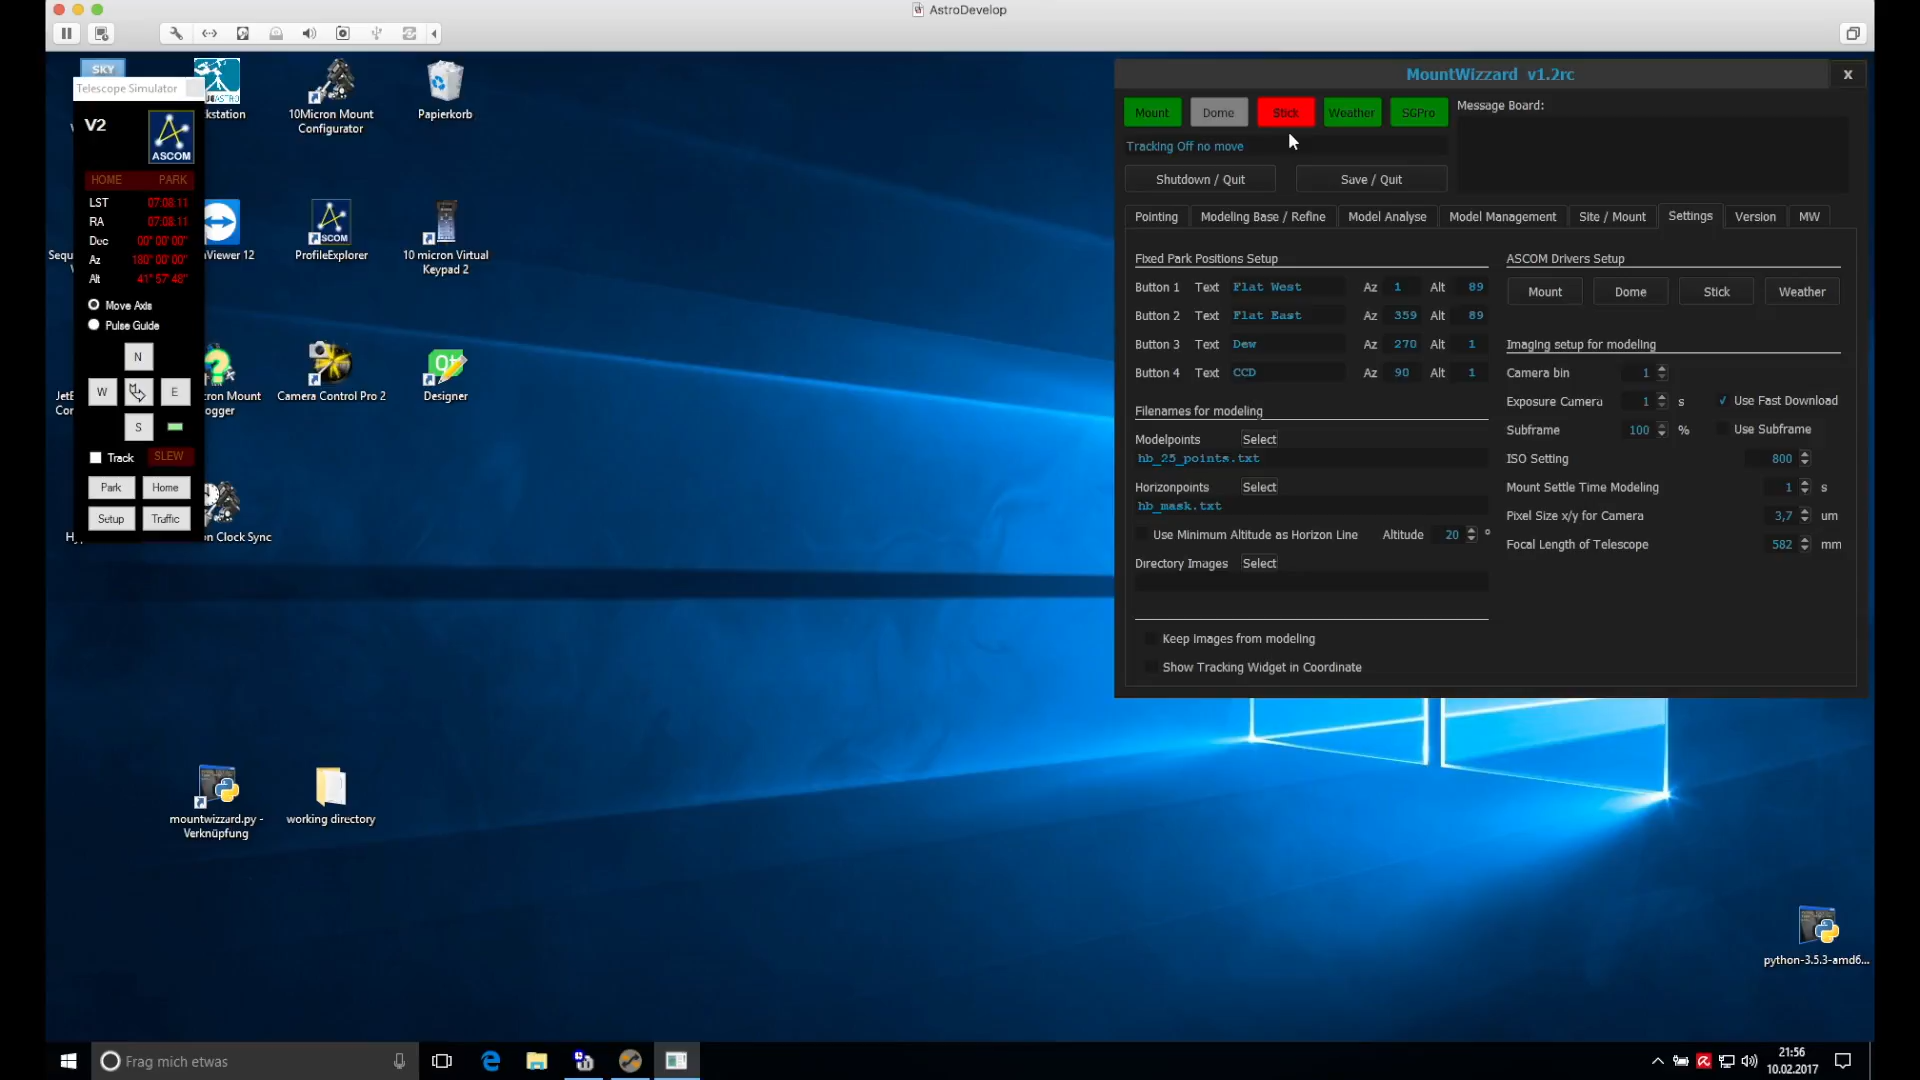 AstroDevelop
SKY
Telescope Simulator
V2
ASCOM
HOME PARK
LST 07:08:11
RA 07:08:11
Dec 00° 00' 00"
Az 180° 00' 00"
Alt 41° 57' 48"
Move Axis
Pulse Guide
N
W E
S
Track SLEW
Park Home
Setup Traffic
kstation
10Micron Mount
Configurator
Papierkorb
Sequ
Viewer 12
SCOM
ProfileExplorer
10 micron Virtual
Keypad 2
JetB
Cor
ron Mount
ogger
Camera Control Pro 2
Qt
Designer
Hy
on Clock Sync
mountwizzard.py -
Verknüpfung
working directory
python-3.5.3-amd6...
MountWizzard v1.2rc
x
Mount Dome Stick Weather SGPro
Message Board:
Tracking Off no move
Shutdown / Quit Save / Quit
Pointing Modeling Base / Refine Model Analyse Model Management Site / Mount Settings Version MW
Fixed Park Positions Setup
Button 1 Text Flat West Az 1 Alt 89
Button 2 Text Flat East Az 359 Alt 89
Button 3 Text Dew Az 270 Alt 1
Button 4 Text CCD Az 90 Alt 1
Filenames for modeling
Modelpoints Select
hb_25_points.txt
Horizonpoints Select
hb_mask.txt
Use Minimum Altitude as Horizon Line Altitude 20 °
Directory Images Select
Keep Images from modeling
Show Tracking Widget in Coordinate
ASCOM Drivers Setup
Mount Dome Stick Weather
Imaging setup for modeling
Camera bin 1
Exposure Camera 1 s Use Fast Download
Subframe 100 % Use Subframe
ISO Setting 800
Mount Settle Time Modeling 1 s
Pixel Size x/y for Camera 3,7 um
Focal Length of Telescope 582 mm
Frag mich etwas
21:56
10.02.2017